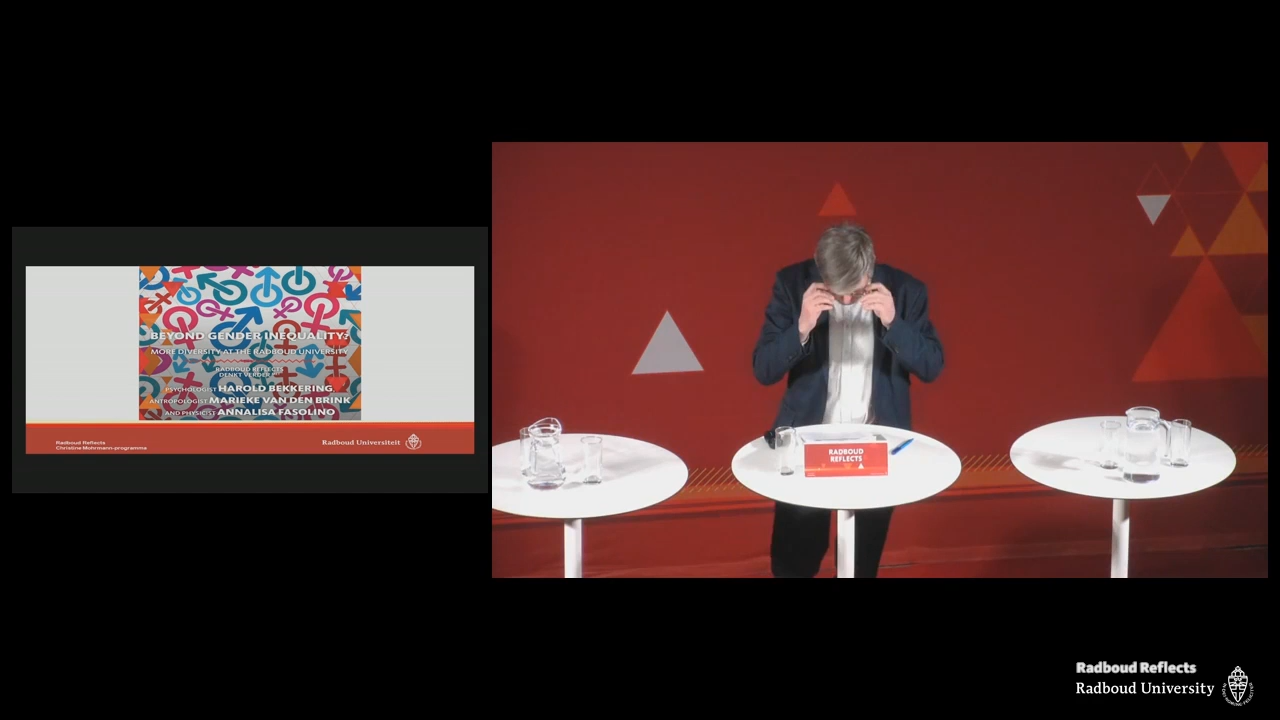 BEYOND GENDER INEQUALITY?
MORE DIVERSITY AT THE RADBOUD UNIVERSITY
RADBOUD REFLECTS
DENKT VERDER
PSYCHOLOGIST HAROLD BEKKERING
ANTROPOLOGIST MARIEKE VAN DEN BRINK
AND PHYSICIST ANNALISA FASOLINO
Radboud Reflects
Christine Mohrmann-programme
Radboud Universiteit
RADBOUD
REFLECTS
Radboud Reflects
Radboud University